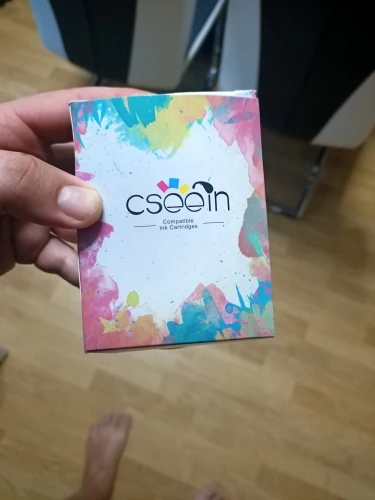 cseein
Compatible
Ink Cartridges